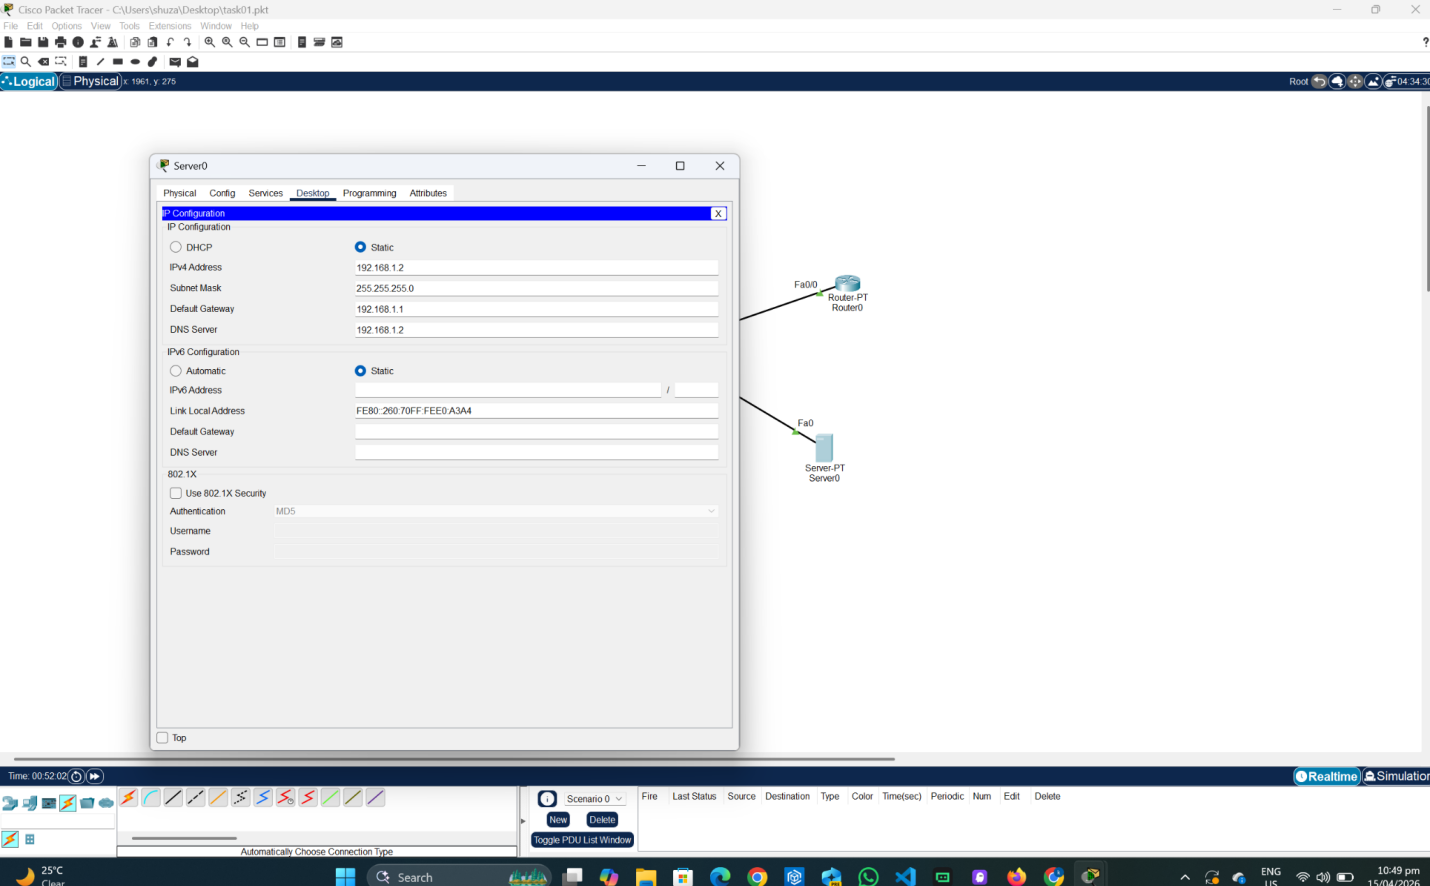 Cisco Packet Tracer - C:\Users\shuza\Desktop\task01.pkt
File Edit Options View Tools Extensions Window Help
?
Logical Physical x: 1961, y: 275 Root 04:34:30
Server0
Physical Config Services Desktop Programming Attributes
IP Configuration X
IP Configuration
DHCP Static
IPv4 Address 192.168.1.2
Subnet Mask 255.255.255.0
Default Gateway 192.168.1.1
DNS Server 192.168.1.2
IPv6 Configuration
Automatic Static
IPv6 Address /
Link Local Address FE80::260:70FF:FEE0:A3A4
Default Gateway
DNS Server
802.1X
Use 802.1X Security
Authentication MD5
Username
Password
Top
Fa0/0
Router-PT
Router0
Fa0
Server-PT
Server0
Time: 00:52:02 Realtime Simulation
Scenario 0
New Delete
Toggle PDU List Window
Fire Last Status Source Destination Type Color Time(sec) Periodic Num Edit Delete
Automatically Choose Connection Type
25°C
Clear
Search
ENG
US
10:49 pm
15/04/2026